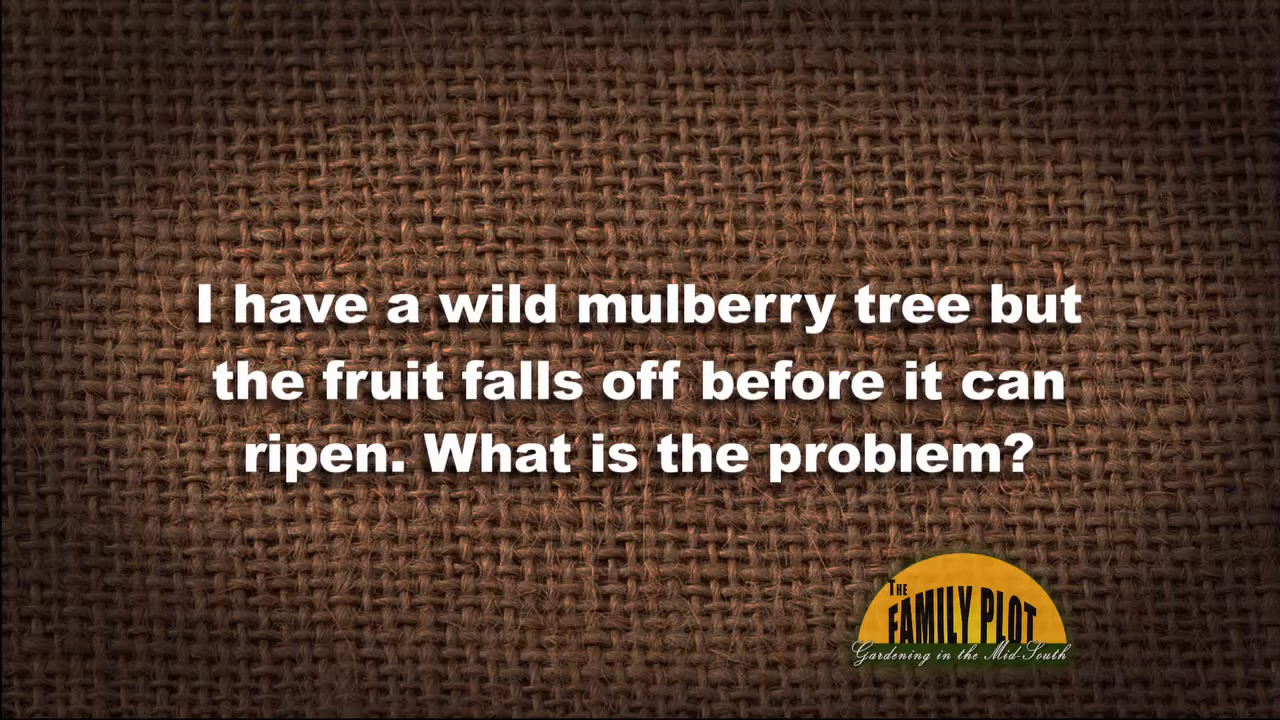 I have a wild mulberry tree but
the fruit falls off before it can
ripen. What is the problem?
THE
FAMILY PLOT
Gardening in the Mid-South